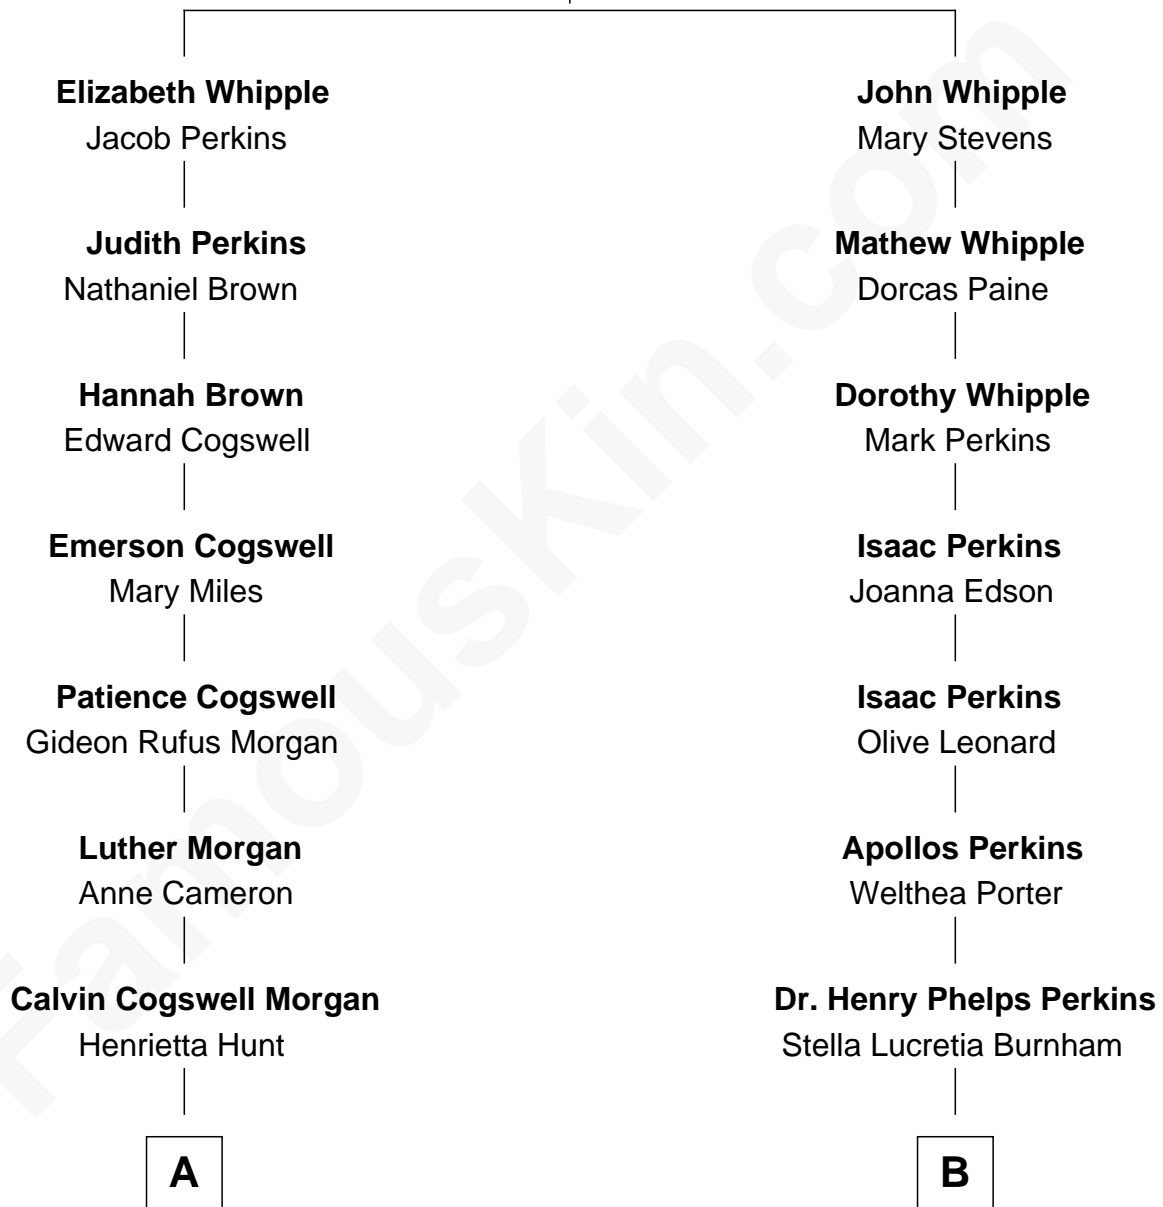 Elizabeth Whipple
Jacob Perkins
Judith Perkins
Nathaniel Brown
Hannah Brown
Edward Cogswell
Emerson Cogswell
Mary Miles
Patience Cogswell
Gideon Rufus Morgan
Luther Morgan
Anne Cameron
Calvin Cogswell Morgan
Henrietta Hunt
A
John Whipple
Mary Stevens
Mathew Whipple
Dorcas Paine
Dorothy Whipple
Mark Perkins
Isaac Perkins
Joanna Edson
Isaac Perkins
Olive Leonard
Apollos Perkins
Welthea Porter
Dr. Henry Phelps Perkins
Stella Lucretia Burnham
B
FamousKin.com